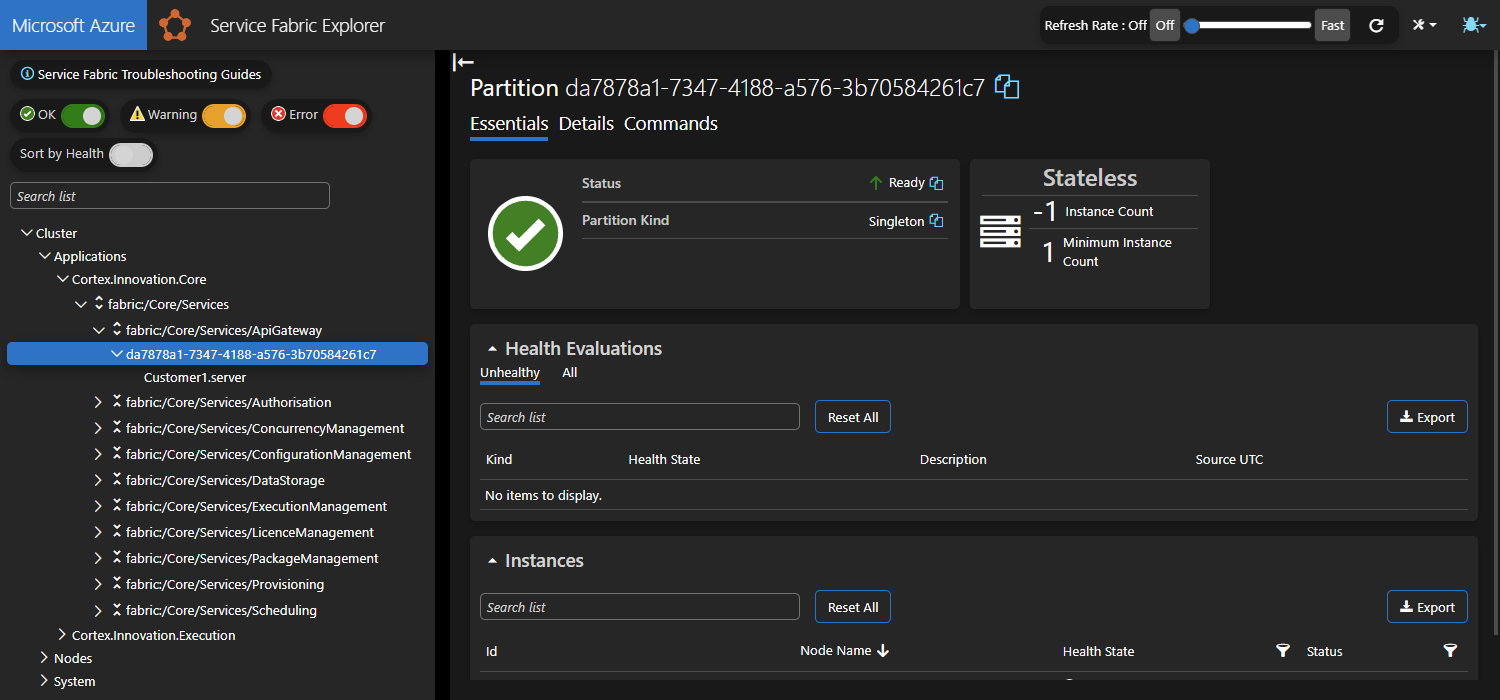 Microsoft Azure
Service Fabric Explorer
Refresh Rate : Off
Off
Fast
Service Fabric Troubleshooting Guides
OK
Warning
Error
Sort by Health
Search list
Cluster
Applications
Cortex.Innovation.Core
fabric:/Core/Services
fabric:/Core/Services/ApiGateway
da7878a1-7347-4188-a576-3b70584261c7
Customer1.server
fabric:/Core/Services/Authorisation
fabric:/Core/Services/ConcurrencyManagement
fabric:/Core/Services/ConfigurationManagement
fabric:/Core/Services/DataStorage
fabric:/Core/Services/ExecutionManagement
fabric:/Core/Services/LicenceManagement
fabric:/Core/Services/PackageManagement
fabric:/Core/Services/Provisioning
fabric:/Core/Services/Scheduling
Cortex.Innovation.Execution
Nodes
System
Partition da7878a1-7347-4188-a576-3b70584261c7
Essentials Details Commands
Status Ready
Partition Kind Singleton
Stateless
-1 Instance Count
1 Minimum Instance
Count
Health Evaluations
Unhealthy All
Search list Reset All Export
Kind Health State Description Source UTC
No items to display.
Instances
Search list Reset All Export
Id Node Name Health State Status